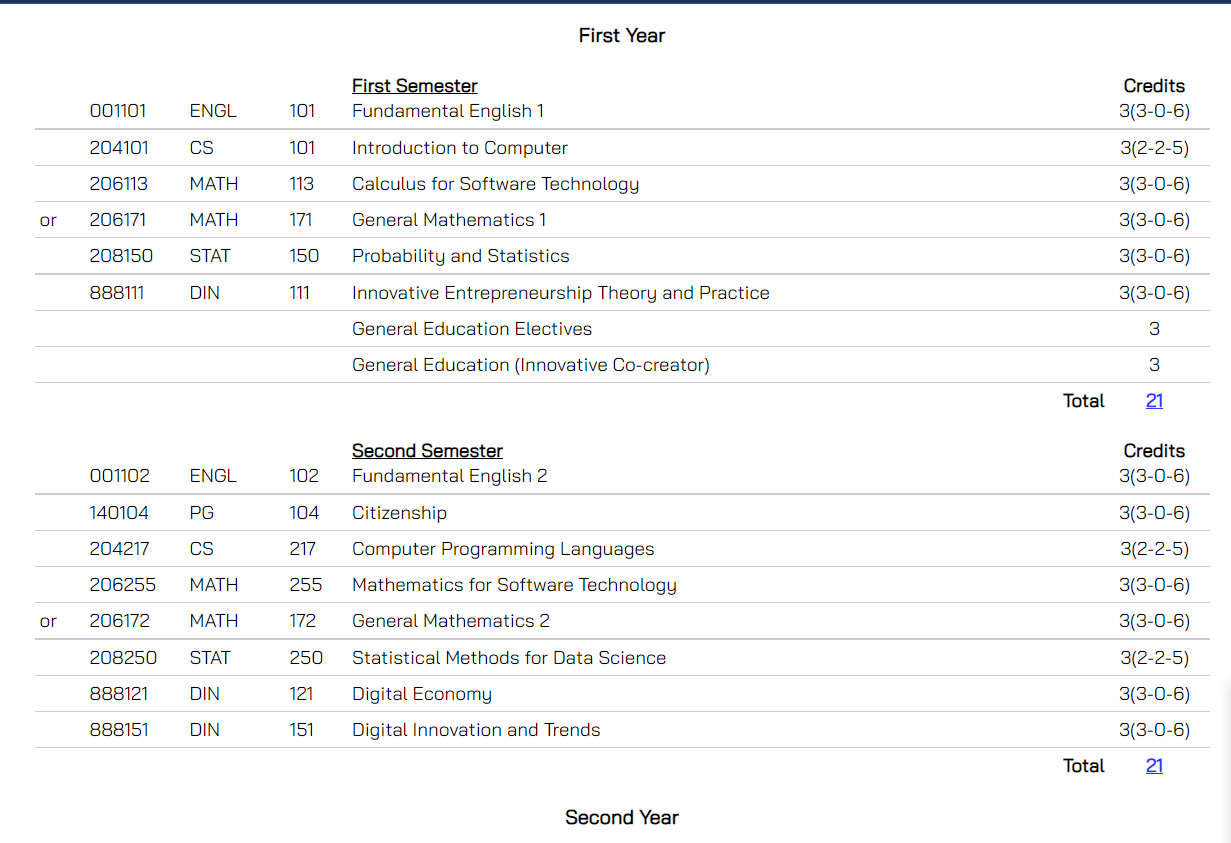 First Year
First Semester Credits
001101 ENGL 101 Fundamental English 1 3(3-0-6)
204101 CS 101 Introduction to Computer 3(2-2-5)
206113 MATH 113 Calculus for Software Technology 3(3-0-6)
or 206171 MATH 171 General Mathematics 1 3(3-0-6)
208150 STAT 150 Probability and Statistics 3(3-0-6)
888111 DIN 111 Innovative Entrepreneurship Theory and Practice 3(3-0-6)
General Education Electives 3
General Education (Innovative Co-creator) 3
Total 21
Second Semester Credits
001102 ENGL 102 Fundamental English 2 3(3-0-6)
140104 PG 104 Citizenship 3(3-0-6)
204217 CS 217 Computer Programming Languages 3(2-2-5)
206255 MATH 255 Mathematics for Software Technology 3(3-0-6)
or 206172 MATH 172 General Mathematics 2 3(3-0-6)
208250 STAT 250 Statistical Methods for Data Science 3(2-2-5)
888121 DIN 121 Digital Economy 3(3-0-6)
888151 DIN 151 Digital Innovation and Trends 3(3-0-6)
Total 21
Second Year